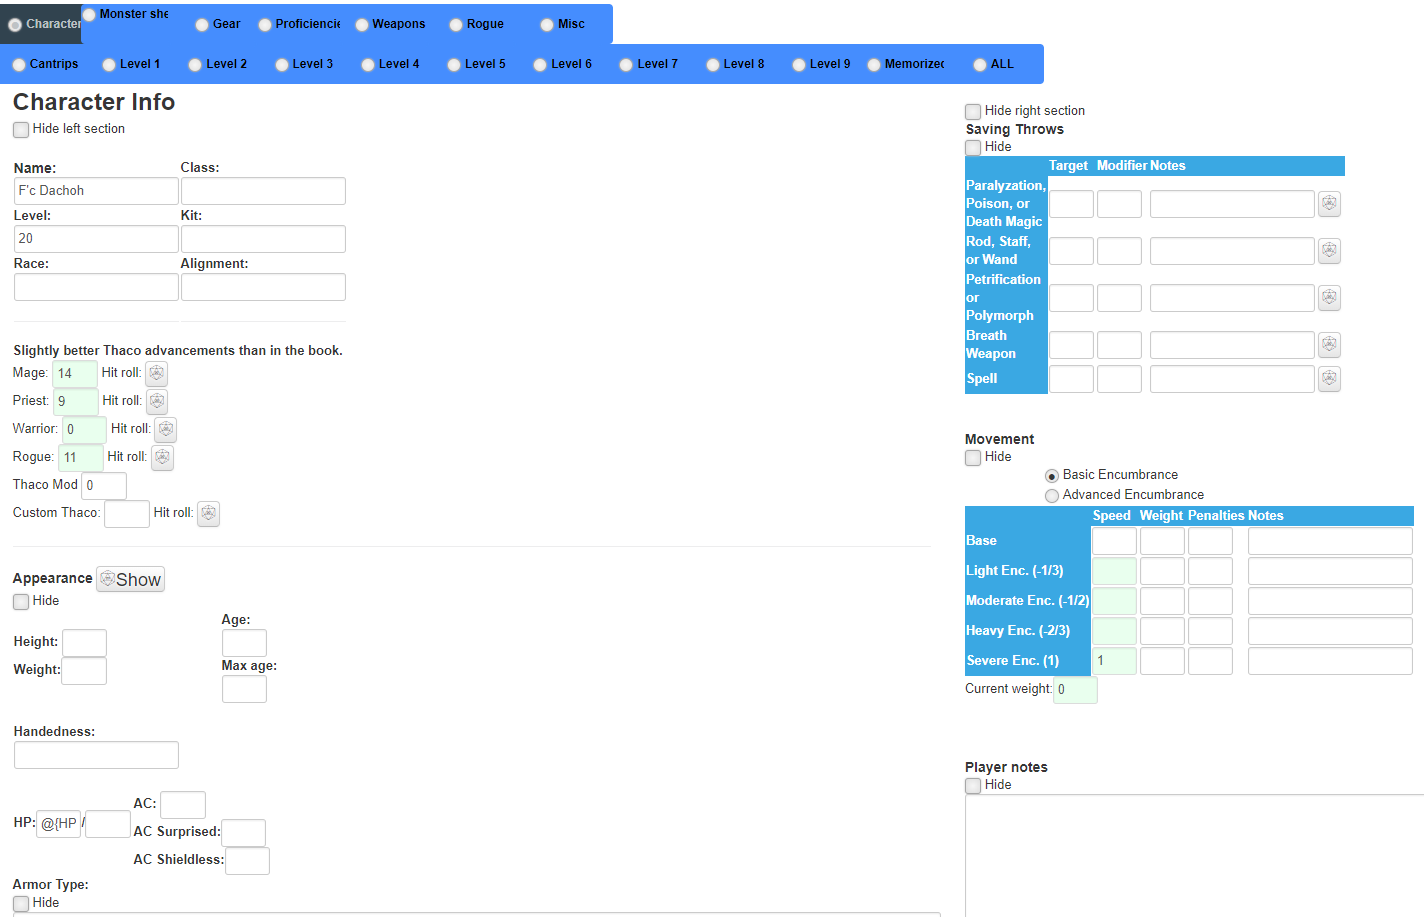 Character Monster she Gear Proficiencie Weapons Rogue Misc
Cantrips Level 1 Level 2 Level 3 Level 4 Level 5 Level 6 Level 7 Level 8 Level 9 Memorized ALL
Character Info
Hide left section
Name: Class:
F'c Dachoh
Level: Kit:
20
Race: Alignment:
Slightly better Thaco advancements than in the book.
Mage: 14 Hit roll:
Priest: 9 Hit roll:
Warrior: 0 Hit roll:
Rogue: 11 Hit roll:
Thaco Mod 0
Custom Thaco: Hit roll:
Appearance Show
Hide
Age:
Height:
Weight: Max age:
Handedness:
HP: @{HP /
AC:
AC Surprised:
AC Shieldless:
Armor Type:
Hide
Hide right section
Saving Throws
Hide
Target Modifier Notes
Paralyzation,
Poison, or
Death Magic
Rod, Staff,
or Wand
Petrification
or
Polymorph
Breath
Weapon
Spell
Movement
Hide
Basic Encumbrance
Advanced Encumbrance
Speed Weight Penalties Notes
Base
Light Enc. (-1/3)
Moderate Enc. (-1/2)
Heavy Enc. (-2/3)
Severe Enc. (1) 1
Current weight: 0
Player notes
Hide